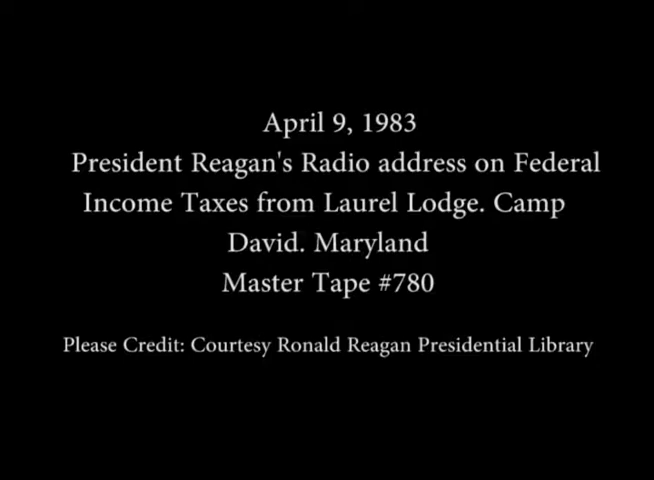 April 9, 1983
President Reagan's Radio address on Federal
Income Taxes from Laurel Lodge. Camp
David. Maryland
Master Tape #780
Please Credit: Courtesy Ronald Reagan Presidential Library